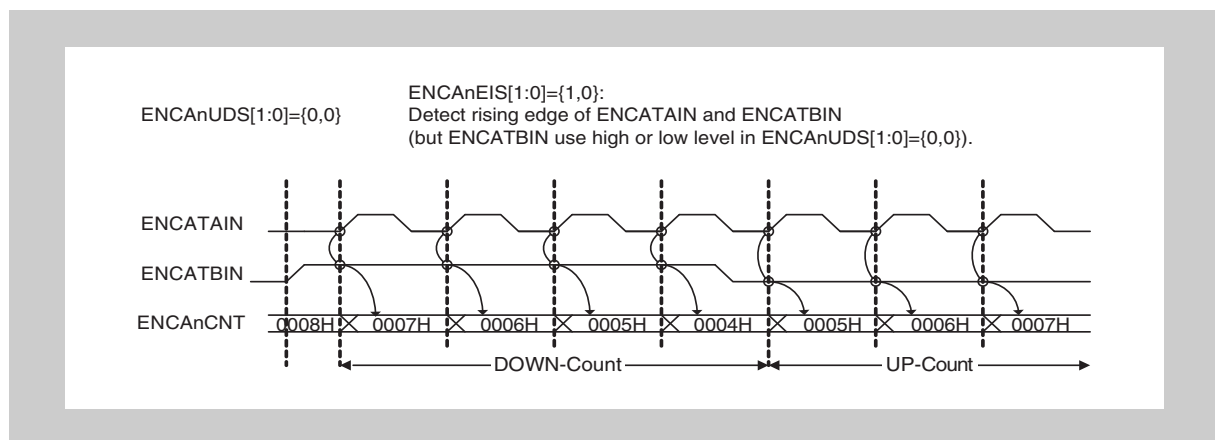 ENCAnUDS[1:0]={0,0}
ENCAnEIS[1:0]={1,0}:
Detect rising edge of ENCATAIN and ENCATBIN
(but ENCATBIN use high or low level in ENCAnUDS[1:0]={0,0}).
ENCATAIN
ENCATBIN
ENCAnCNT 0008H 0007H 0006H 0005H 0004H 0005H 0006H 0007H
DOWN-Count UP-Count